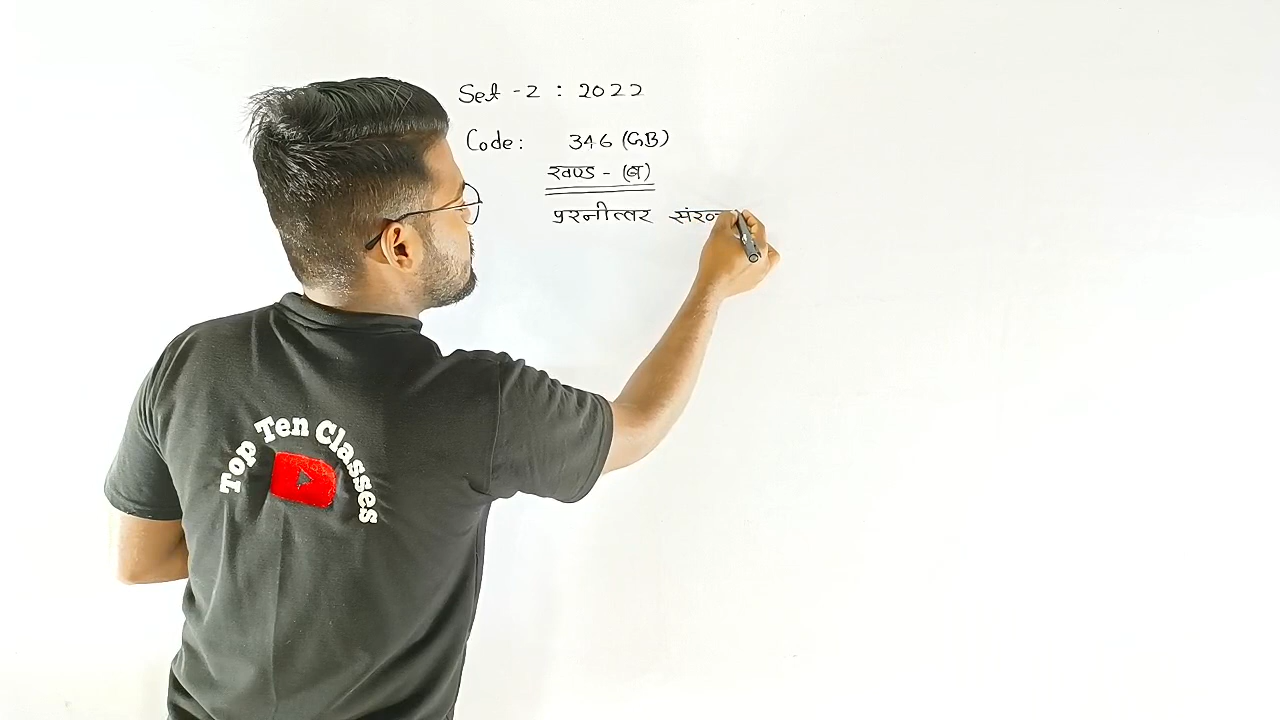 Set - 2 : 2022
Code: 346 (GB)
खण्ड - (ब)
प्रश्नोत्तर
Top Ten Classes